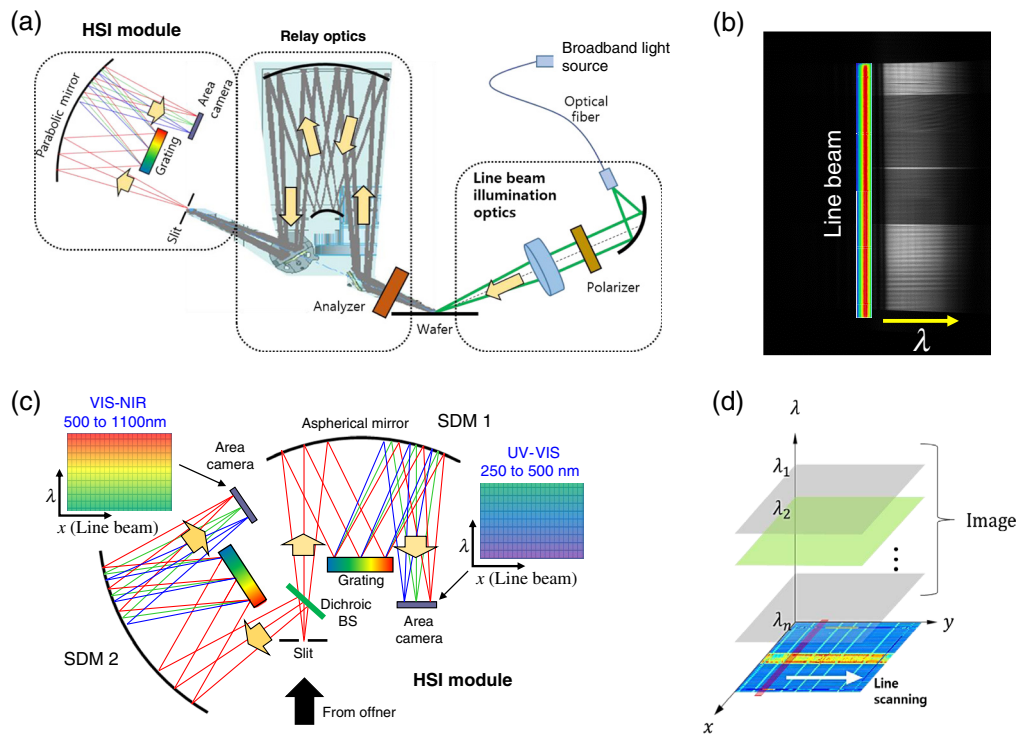 (a)
HSI module
Parabolic mirror
Area
camera
Grating
Slit
Relay optics
Analyzer
Wafer
Broadband light
source
Optical
fiber
Line beam
illumination
optics
Polarizer
(b)
Line beam
λ
(c)
VIS-NIR
500 to 1100nm
λ
x (Line beam)
Area
camera
SDM 2
Aspherical mirror
SDM 1
UV-VIS
250 to 500 nm
λ
x (Line beam)
Grating
Dichroic
BS
Area
camera
Slit
HSI module
From offner
(d)
λ
λ1
λ2
λn
Image
y
Line
scanning
x